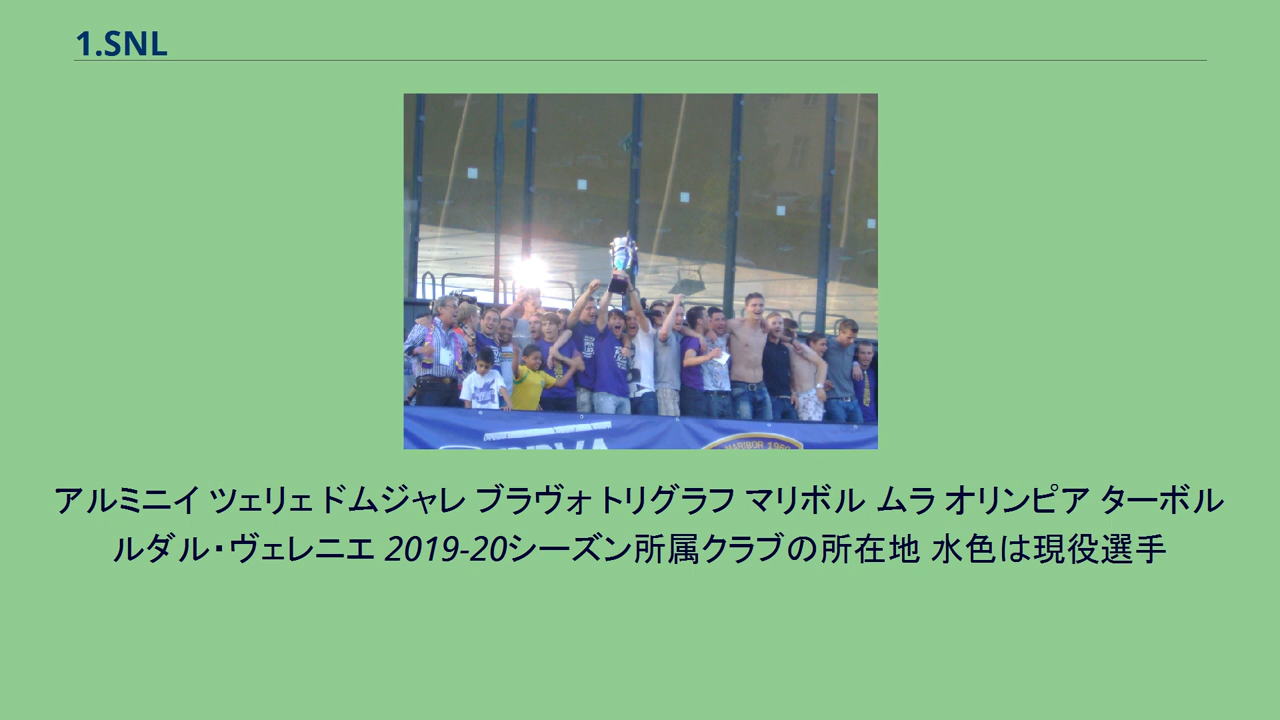 1.SNL
MARIBOR 19
アルミニイ ツェリェ ドムジャレ ブラヴォ トリグラフ マリボル ムラ オリンピア ターボル
ルダル・ヴェレニエ 2019-20シーズン所属クラブの所在地 水色は現役選手